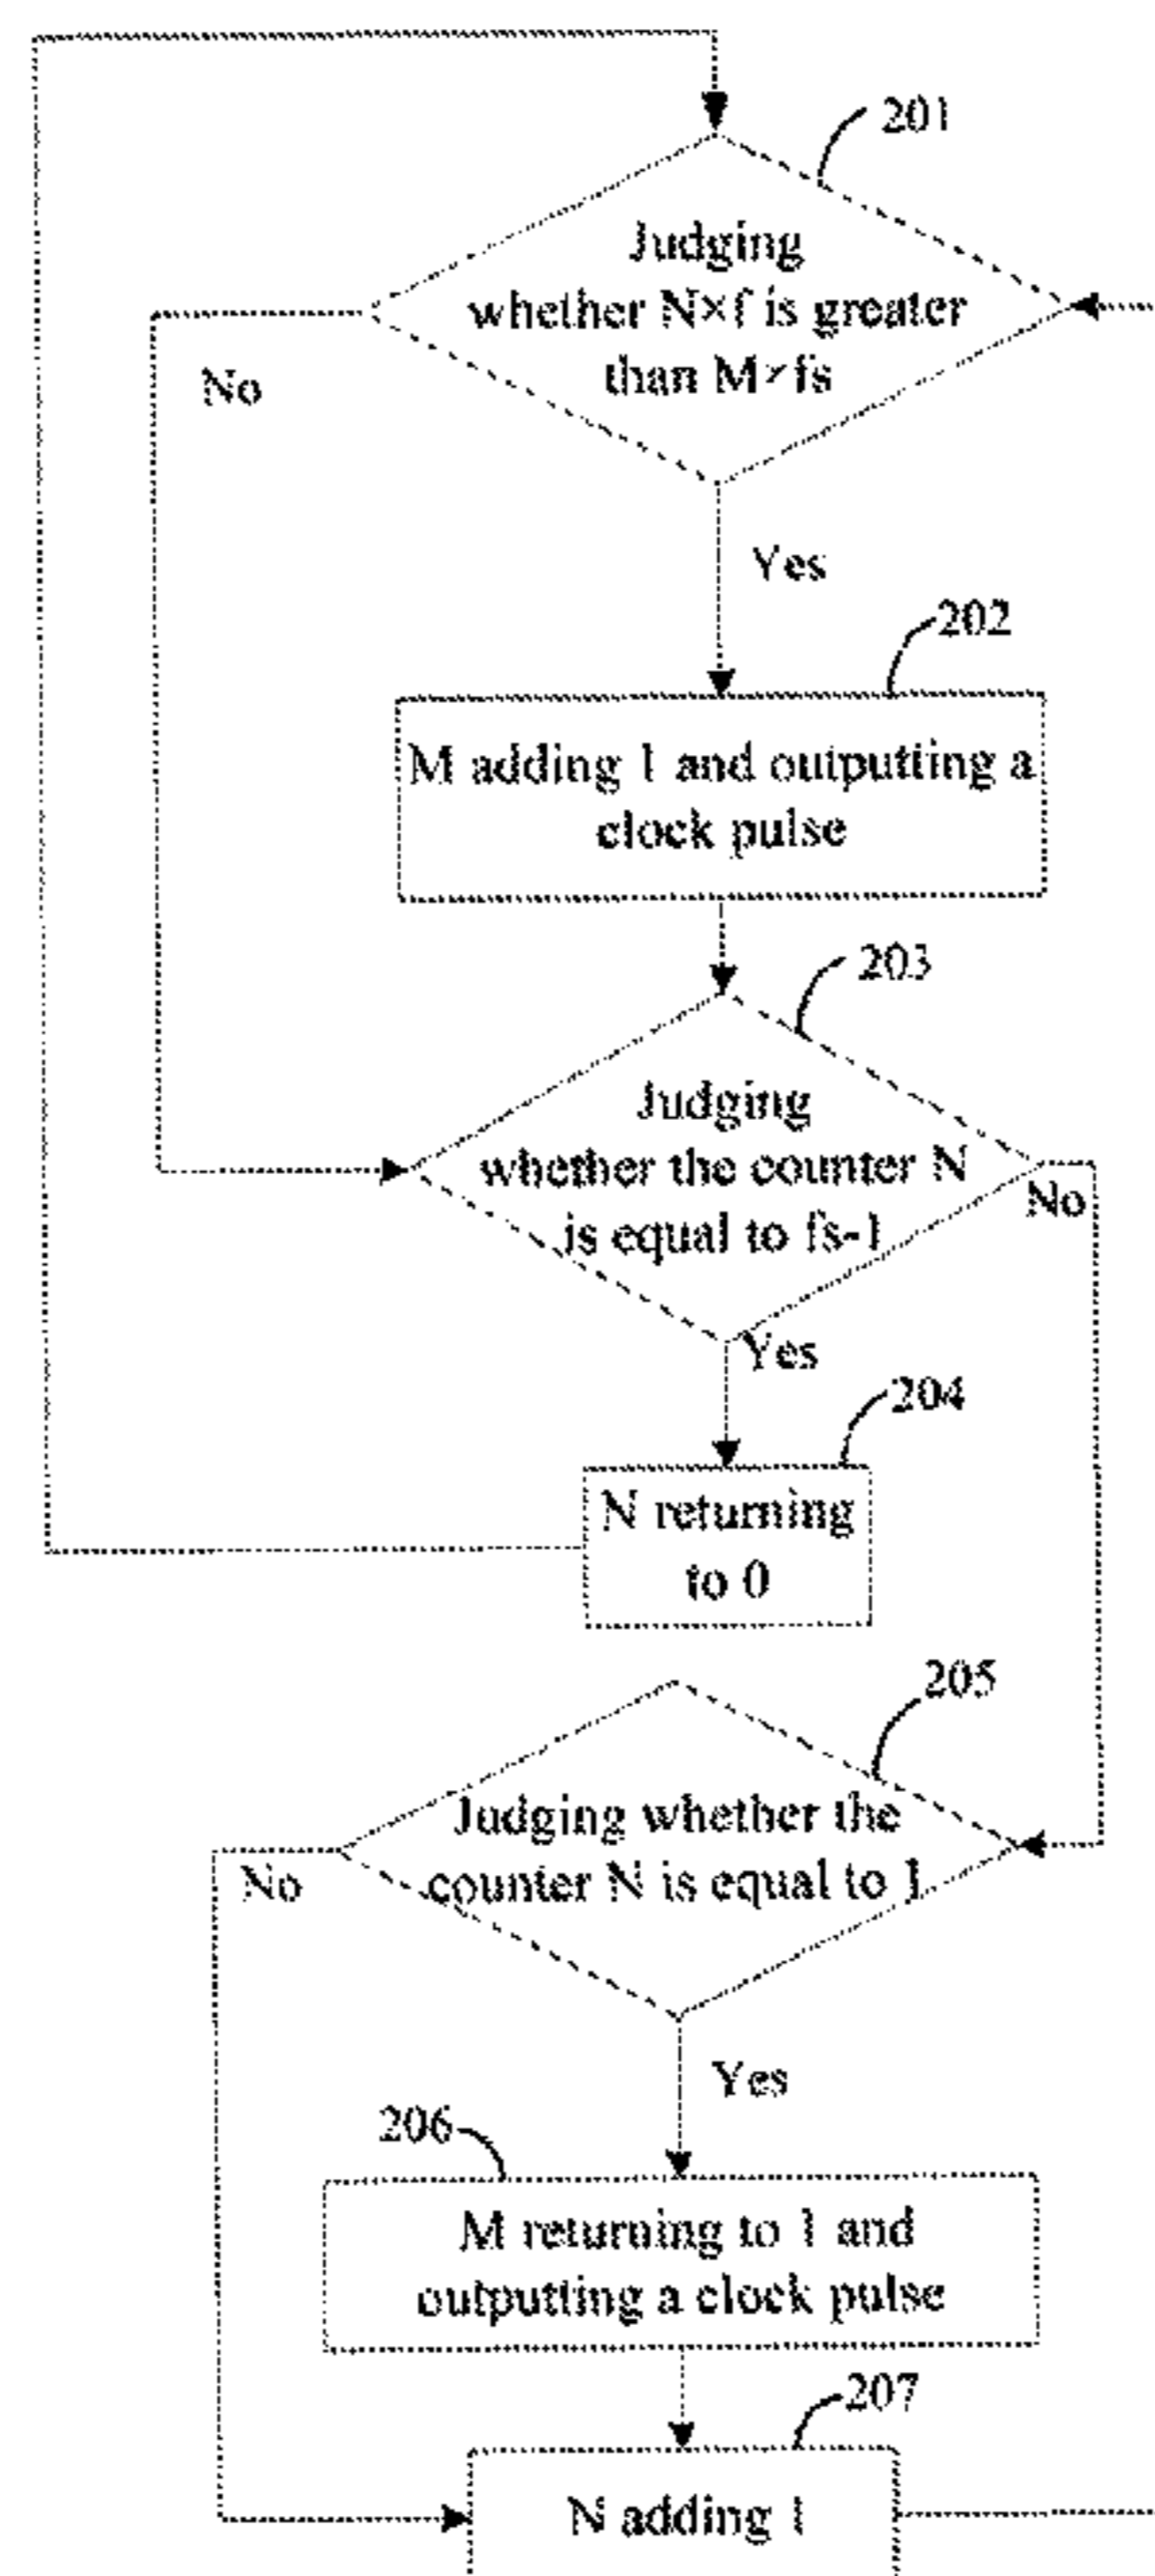 201
Judging
whether N×f is greater
than M×fs
No
Yes
202
M adding 1 and outputting a
clock pulse
203
Judging
whether the counter N
is equal to fs-1
No
Yes
204
N returning
to 0
205
Judging whether the
counter N is equal to 1
No
Yes
206
M returning to 1 and
outputting a clock pulse
207
N adding 1